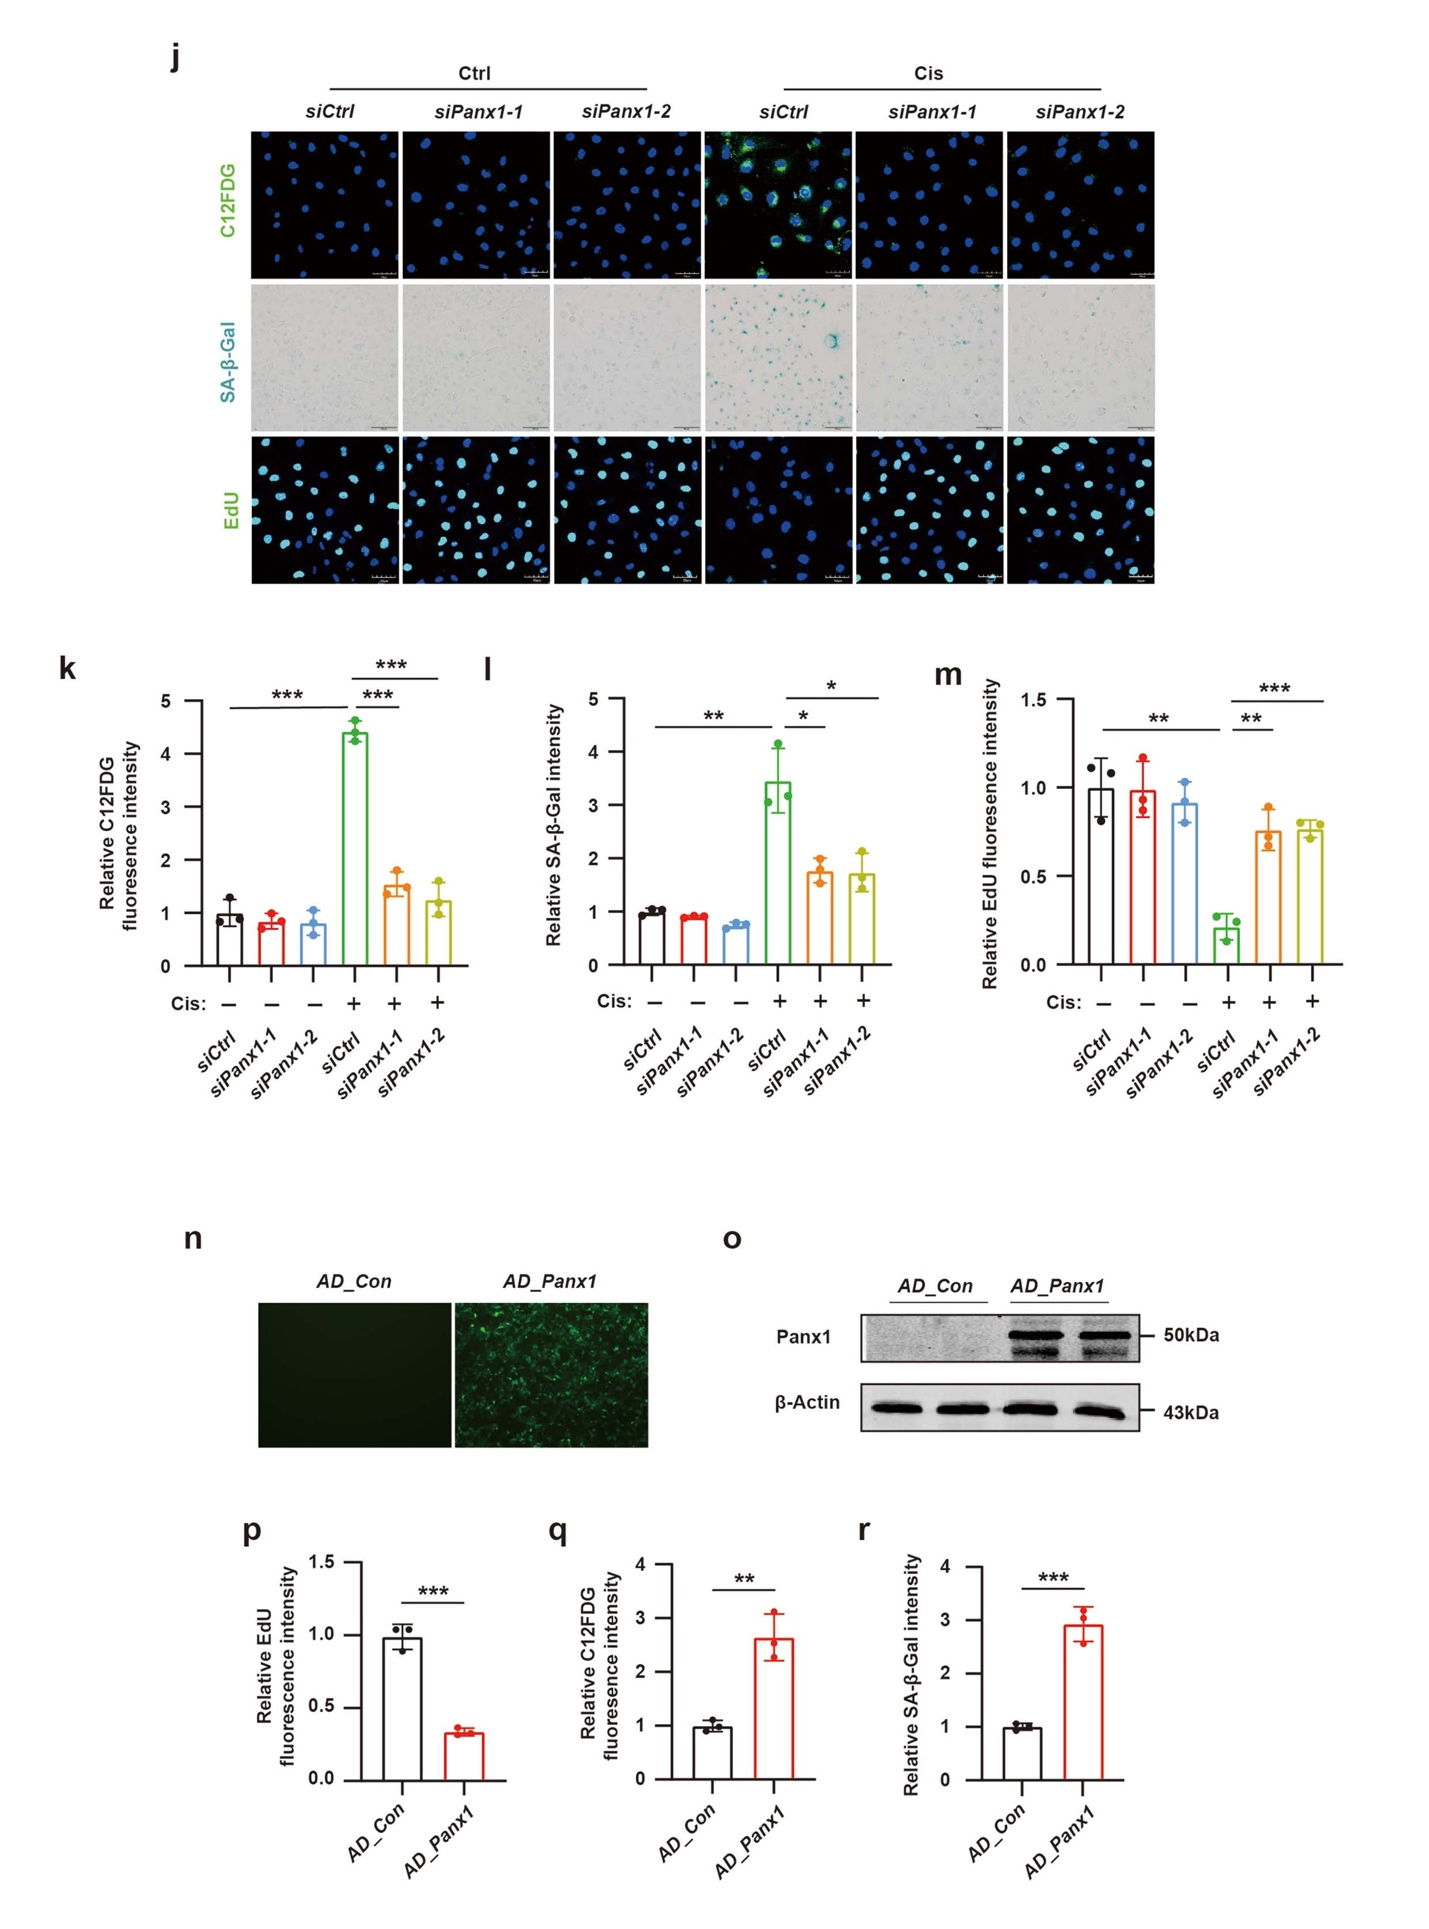 j
Ctrl Cis
siCtrl siPanx1-1 siPanx1-2 siCtrl siPanx1-1 siPanx1-2
C12FDG
SA-β-Gal
EdU
k
Relative C12FDG
fluoresence intensity
5
4
3
2
1
0
*** *** ***
Cis: − − − + + +
siCtrl siPanx1-1 siPanx1-2 siCtrl siPanx1-1 siPanx1-2
l
Relative SA-β-Gal intensity
5
4
3
2
1
0
** * *
Cis: − − − + + +
siCtrl siPanx1-1 siPanx1-2 siCtrl siPanx1-1 siPanx1-2
m
Relative EdU fluoresence intensity
1.5
1.0
0.5
0.0
** ** ***
Cis: − − − + + +
siCtrl siPanx1-1 siPanx1-2 siCtrl siPanx1-1 siPanx1-2
n
AD_Con AD_Panx1
o
AD_Con AD_Panx1
Panx1 50kDa
β-Actin 43kDa
p
Relative EdU
fluorescence intensity
1.5
1.0
0.5
0.0
***
AD_Con AD_Panx1
q
Relative C12FDG
fluoresence intensity
4
3
2
1
0
**
AD_Con AD_Panx1
r
Relative SA-β-Gal intensity
4
3
2
1
0
***
AD_Con AD_Panx1